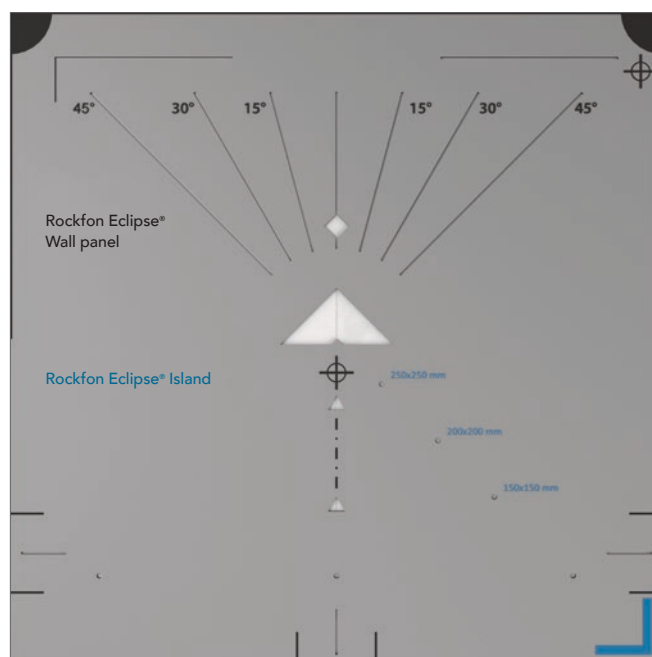 45° 30° 15° 15° 30° 45°
Rockfon Eclipse®
Wall panel
Rockfon Eclipse® Island
250x250 mm
200x200 mm
150x150 mm